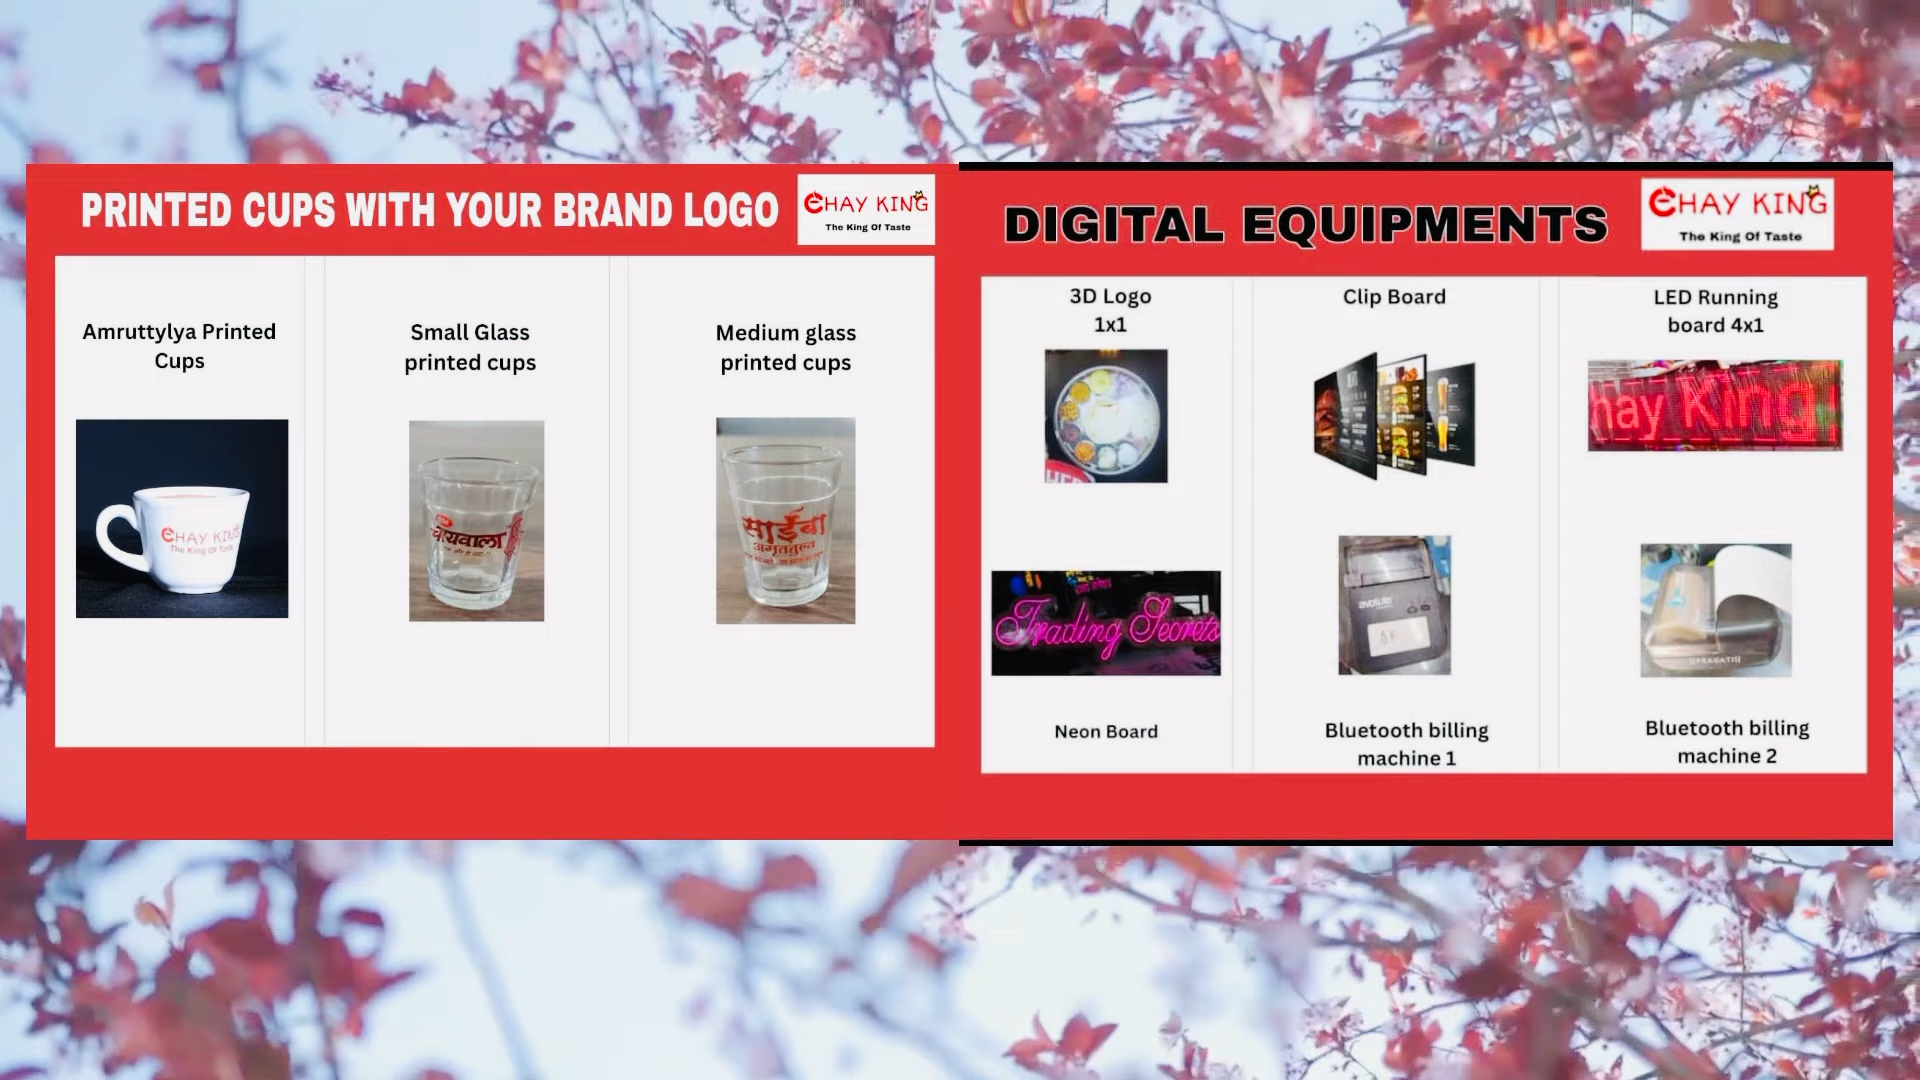 PRINTED CUPS WITH YOUR BRAND LOGO
CHAY KING
The King Of Taste
Amruttylya Printed
Cups
Small Glass
printed cups
Medium glass
printed cups
CHAY KING
The King Of Taste
चायवाला
साईबा
अमृततुल्य
DIGITAL EQUIPMENTS
CHAY KING
The King Of Taste
3D Logo
1x1
Clip Board
LED Running
board 4x1
hay King
Trading Secrets
Neon Board
Bluetooth billing
machine 1
Bluetooth billing
machine 2